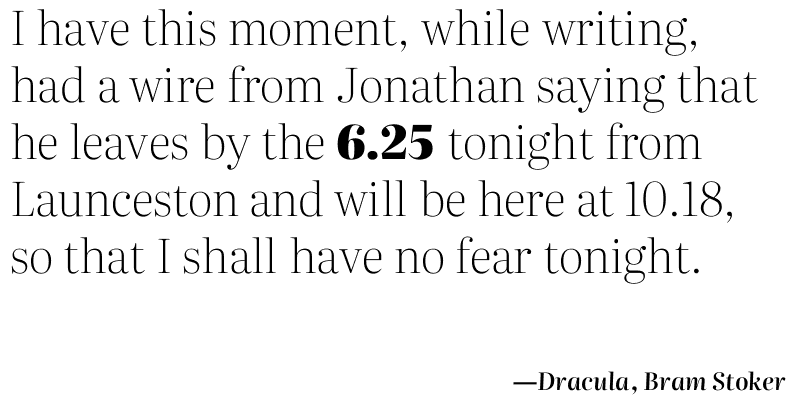 I have this moment, while writing,
had a wire from Jonathan saying that
he leaves by the 6.25 tonight from
Launceston and will be here at 10.18,
so that I shall have no fear tonight.
—Dracula, Bram Stoker